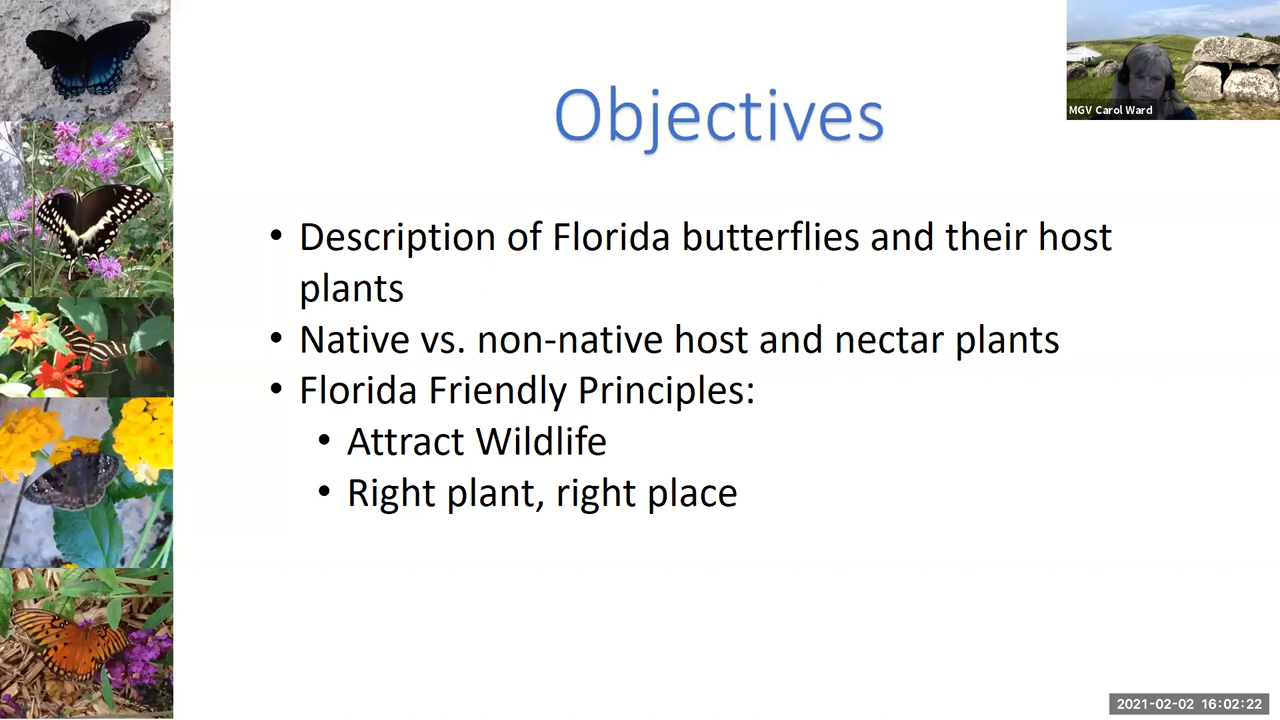 Objectives
MGV Carol Ward
• Description of Florida butterflies and their host
plants
• Native vs. non-native host and nectar plants
• Florida Friendly Principles:
• Attract Wildlife
• Right plant, right place
2021-02-02 16:02:22